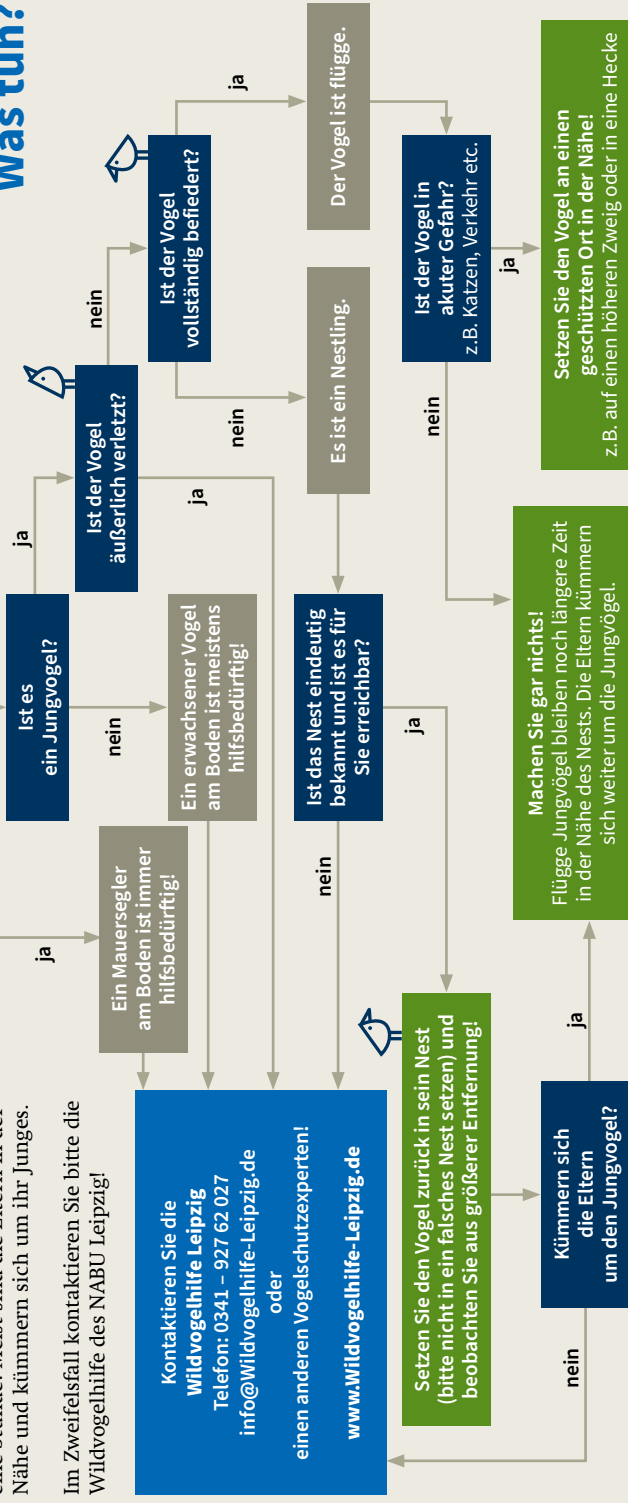 Was tun?
Nähe und kümmern sich um ihr Junges.
Im Zweifelsfall kontaktieren Sie bitte die
Wildvogelhilfe des NABU Leipzig!
ja
Ein Mauersegler
am Boden ist immer
hilfsbedürftig!
Ist es
ein Jungvogel?
ja
nein
Ein erwachsener Vogel
am Boden ist meistens
hilfsbedürftig!
Ist der Vogel
äußerlich verletzt?
nein
ja
Ist der Vogel
vollständig befiedert?
ja
nein
Kontaktieren Sie die
Wildvogelhilfe Leipzig
Telefon: 0341 – 927 62 027
info@Wildvogelhilfe-Leipzig.de
oder
einen anderen Vogelschutzexperten!
www.Wildvogelhilfe-Leipzig.de
nein
Ist das Nest eindeutig
bekannt und ist es für
Sie erreichbar?
ja
Es ist ein Nestling.
Der Vogel ist flügge.
Setzen Sie den Vogel zurück in sein Nest
(bitte nicht in ein falsches Nest setzen) und
beobachten Sie aus größerer Entfernung!
nein
Ist der Vogel in
akuter Gefahr?
z.B. Katzen, Verkehr etc.
ja
nein
Kümmern sich
die Eltern
um den Jungvogel?
ja
Machen Sie gar nichts!
Flügge Jungvögel bleiben noch längere Zeit
in der Nähe des Nests. Die Eltern kümmern
sich weiter um die Jungvögel.
Setzen Sie den Vogel an einen
geschützten Ort in der Nähe!
z.B. auf einen höheren Zweig oder in eine Hecke